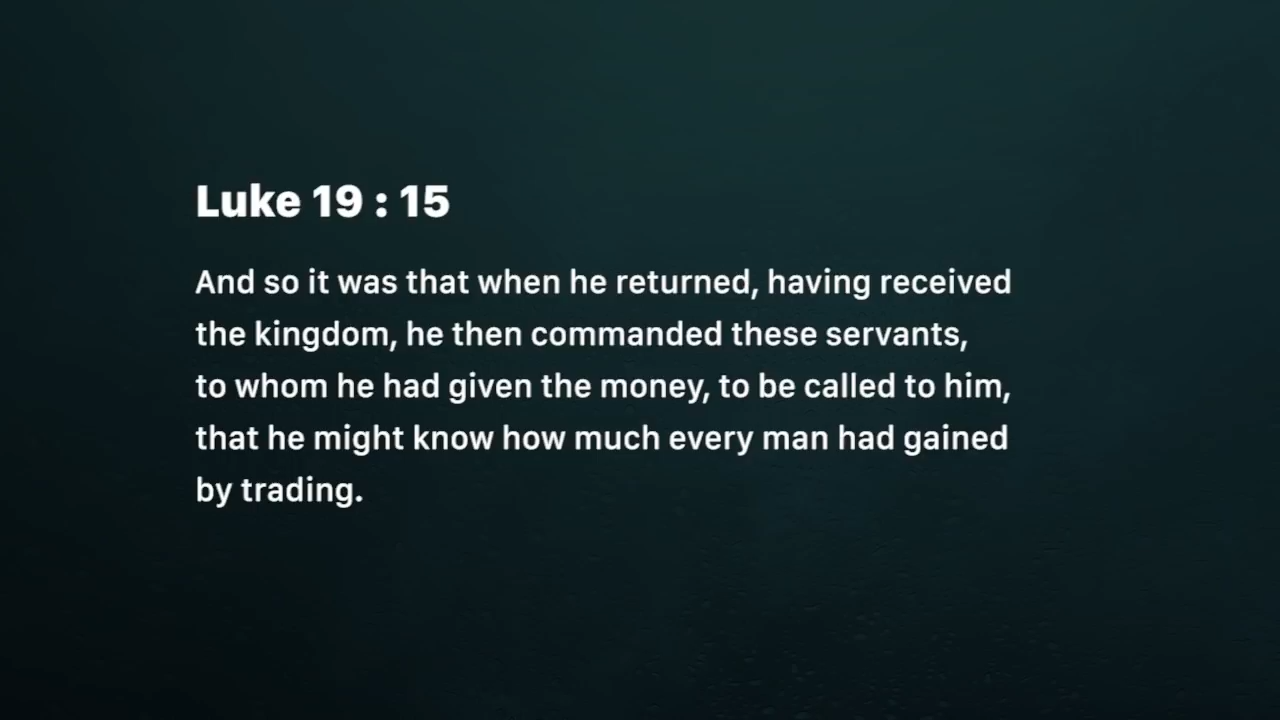 Luke 19 : 15
And so it was that when he returned, having received
the kingdom, he then commanded these servants,
to whom he had given the money, to be called to him,
that he might know how much every man had gained
by trading.